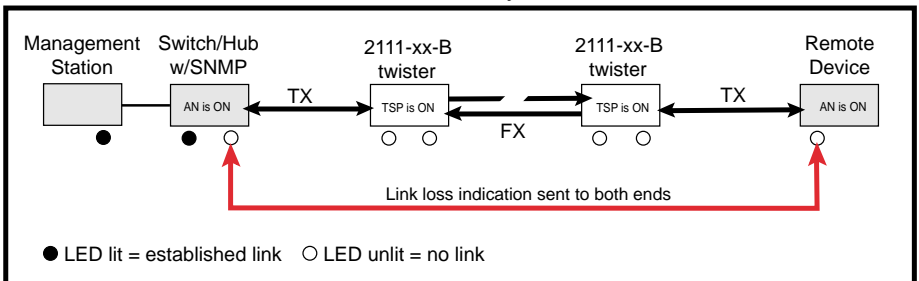 Management
Station
Switch/Hub
w/SNMP
2111-xx-B
twister
2111-xx-B
twister
Remote
Device
AN is ON
TX
TSP is ON
FX
TSP is ON
TX
AN is ON
Link loss indication sent to both ends
LED lit = established link
LED unlit = no link